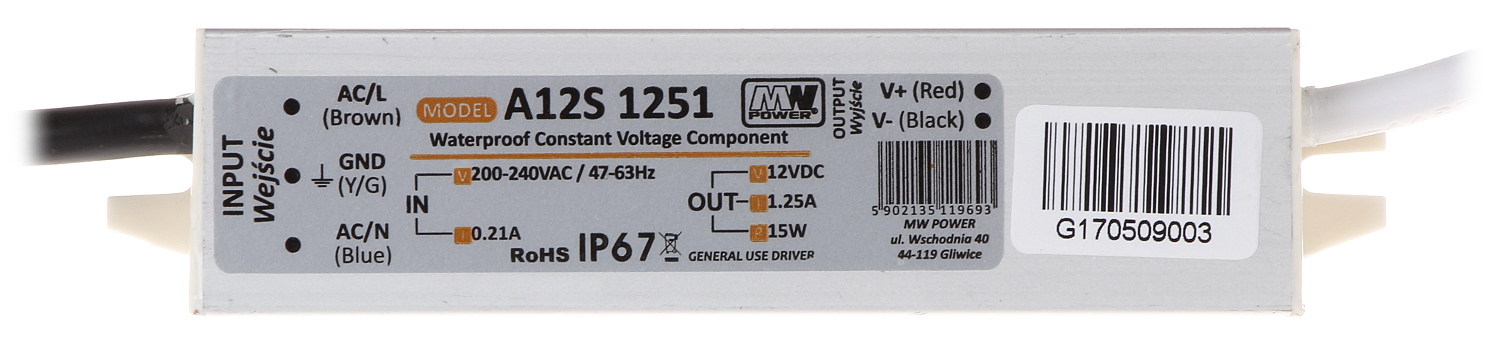 INPUT
Wejście
AC/L
(Brown)
GND
(Y/G)
AC/N
(Blue)
MODEL A12S 1251
MW
POWER
Waterproof Constant Voltage Component
IN
V 200-240VAC / 47-63Hz
I 0.21A
OUT
V 12VDC
I 1.25A
P 15W
RoHS IP67
GENERAL USE DRIVER
OUTPUT
Wyjście
V+ (Red)
V- (Black)
5 902135 119693
MW POWER
ul. Wschodnia 40
44-119 Gliwice
G170509003